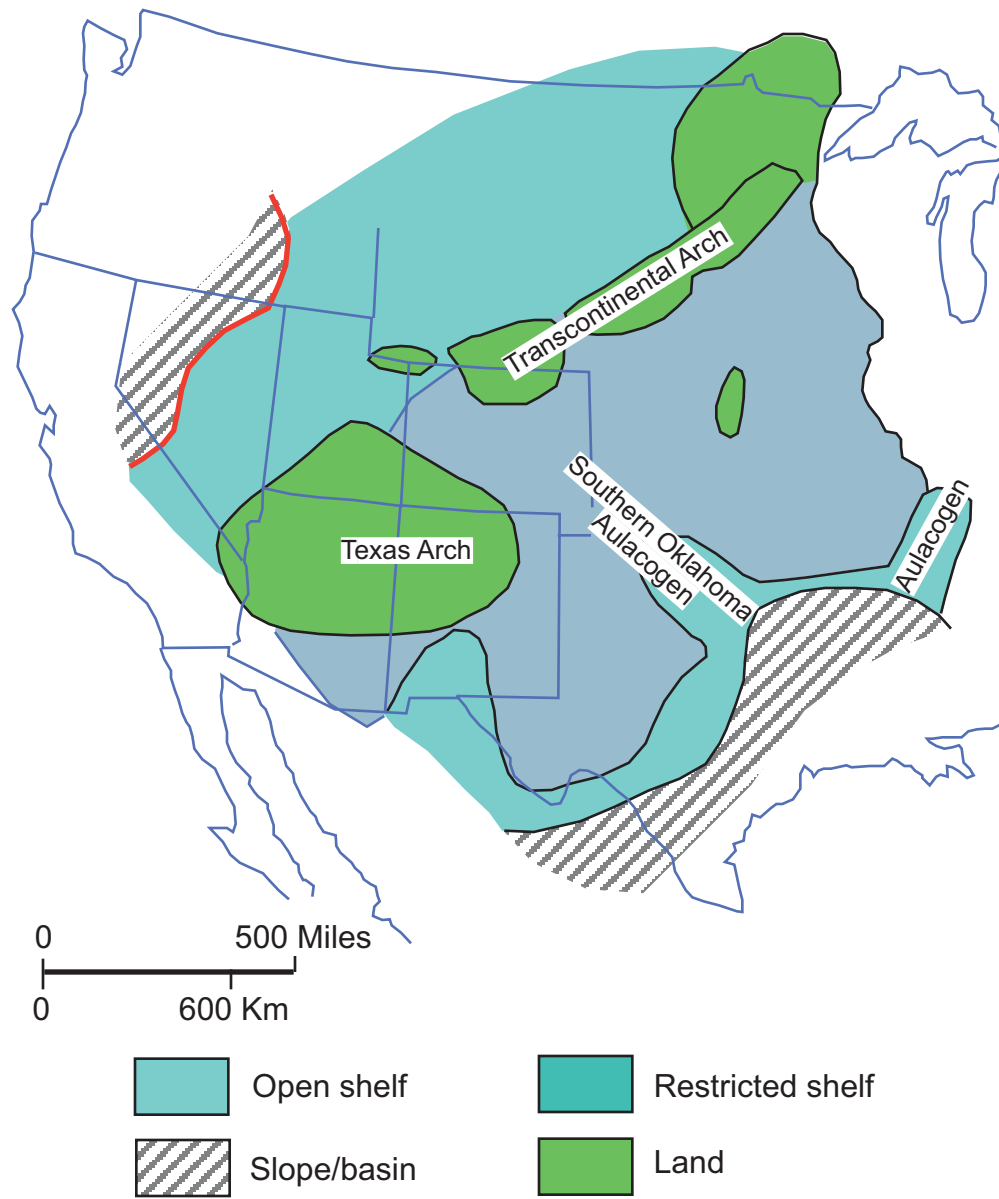 Transcontinental Arch
Southern Oklahoma
Aulacogen
Aulacogen
Texas Arch
0
500 Miles
0
600 Km
Open shelf
Restricted shelf
Slope/basin
Land